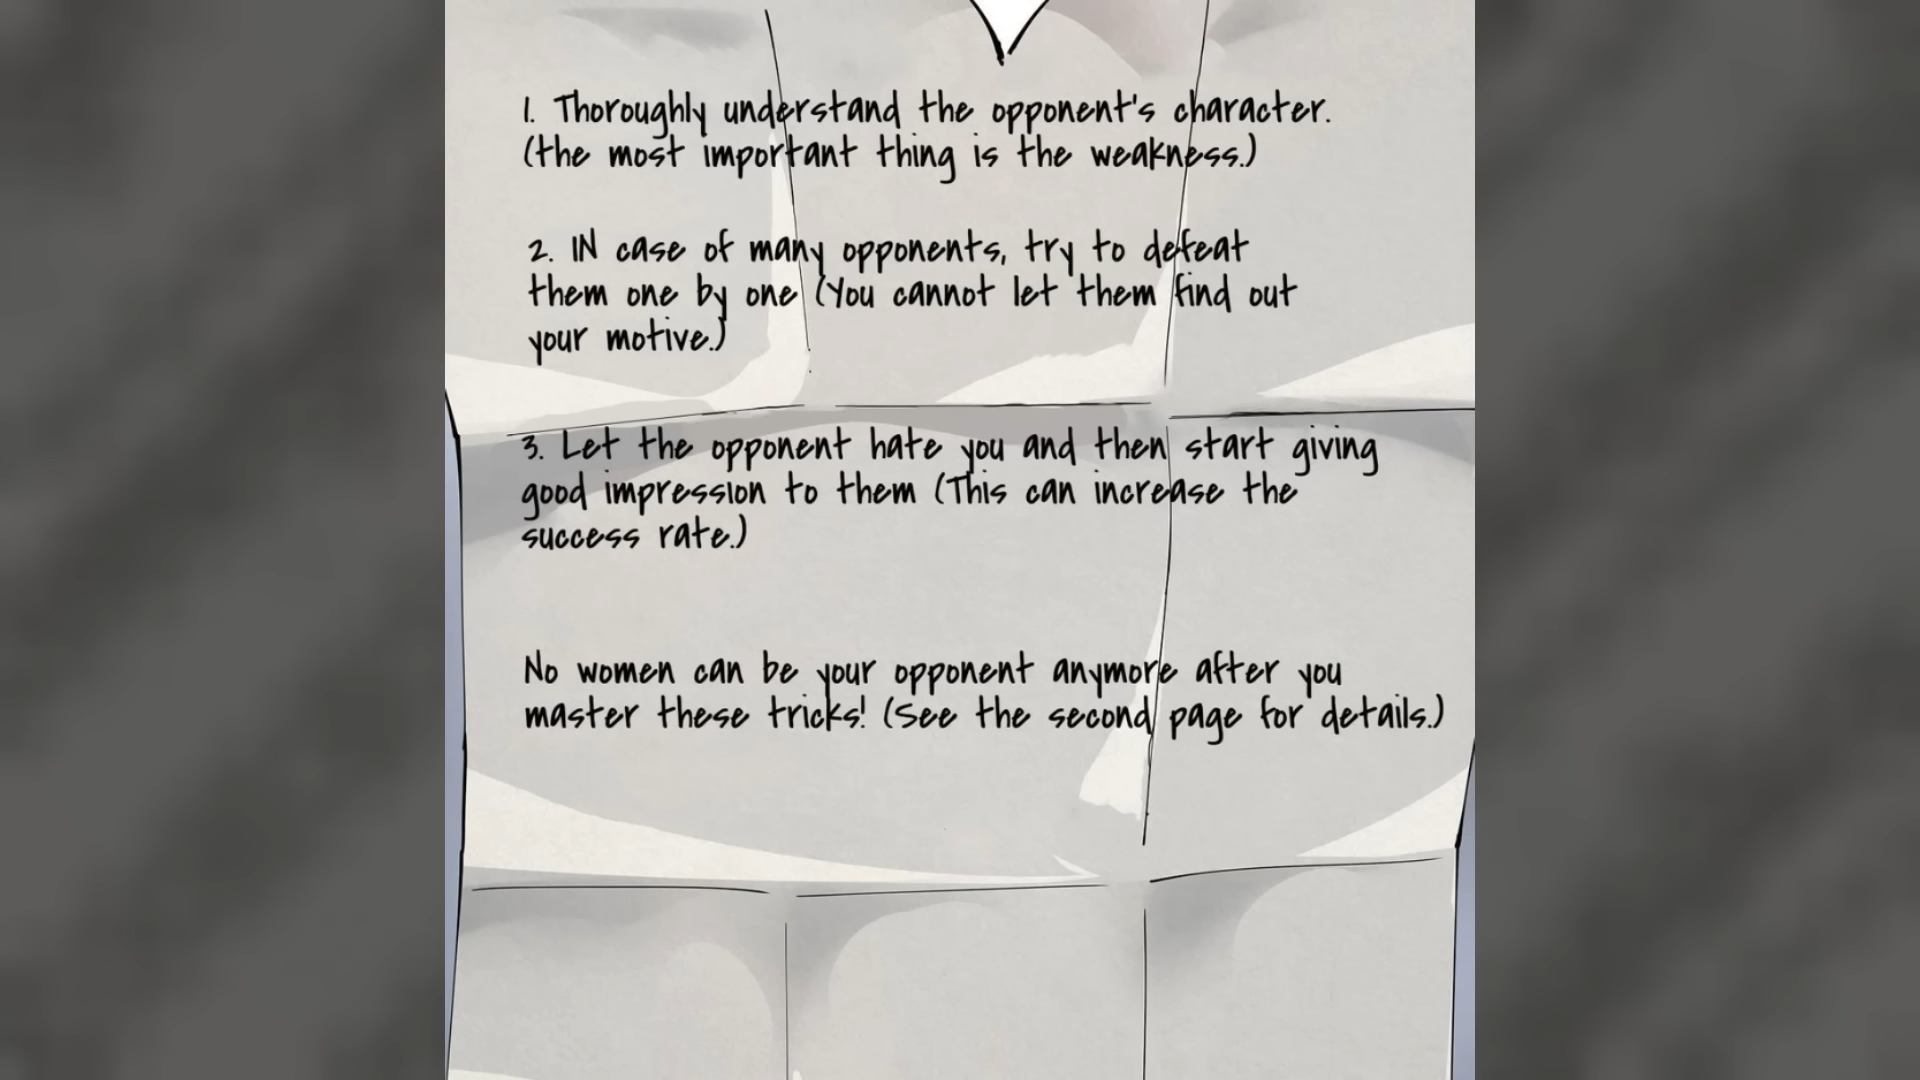 1. Thoroughly understand the opponent's character.
(the most important thing is the weakness.)
2. IN case of many opponents, try to defeat
them one by one (You cannot let them find out
your motive.)
3. Let the opponent hate you and then start giving
good impression to them (This can increase the
success rate.)
No women can be your opponent anymore after you
master these tricks! (See the second page for details.)